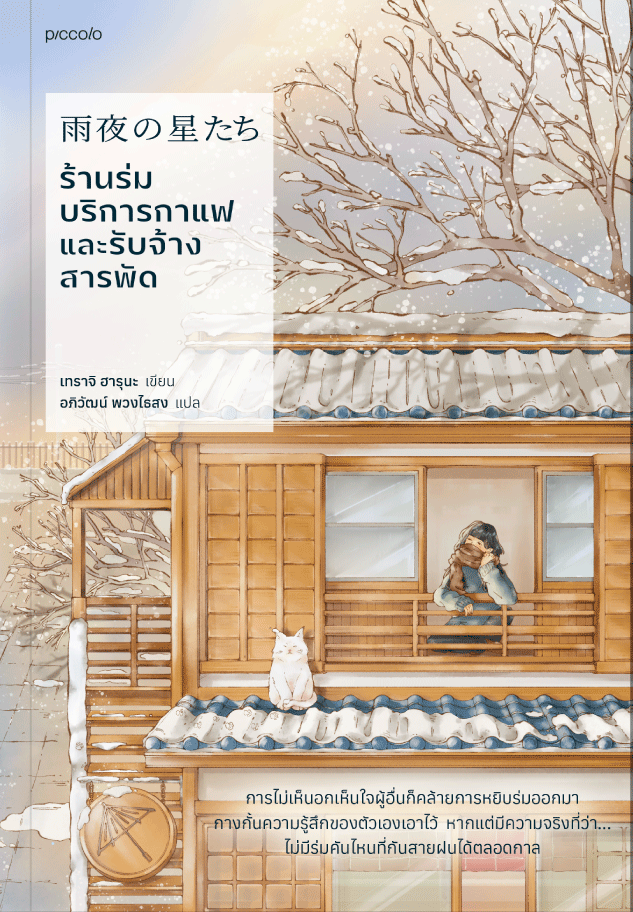 piccolo
雨夜の星たち
ร้านร่ม
บริการกาแฟ
และรับจ้าง
สารพัด
เทราจิ ฮารุนะ เขียน
อภิวัฒน์ พวงไธสง แปล
การไม่เห็นอกเห็นใจผู้อื่นก็คล้ายการหยิบร่มออกมา
กางกั้นความรู้สึกของตัวเองเอาไว้ หากแต่มีความจริงที่ว่า...
ไม่มีร่มคันไหนที่กันสายฝนได้ตลอดกาล